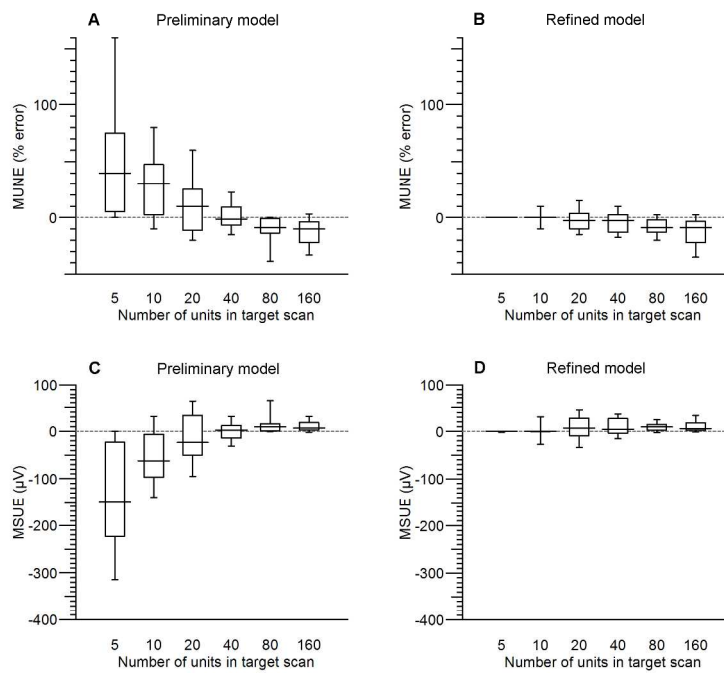 A Preliminary model
MUNE (% error)
100
0
5 10 20 40 80 160
Number of units in target scan
B Refined model
MUNE (% error)
100
0
5 10 20 40 80 160
Number of units in target scan
C Preliminary model
MSUE (µV)
100
0
-100
-200
-300
-400
5 10 20 40 80 160
Number of units in target scan
D Refined model
MSUE (µV)
100
0
-100
-200
-300
-400
5 10 20 40 80 160
Number of units in target scan